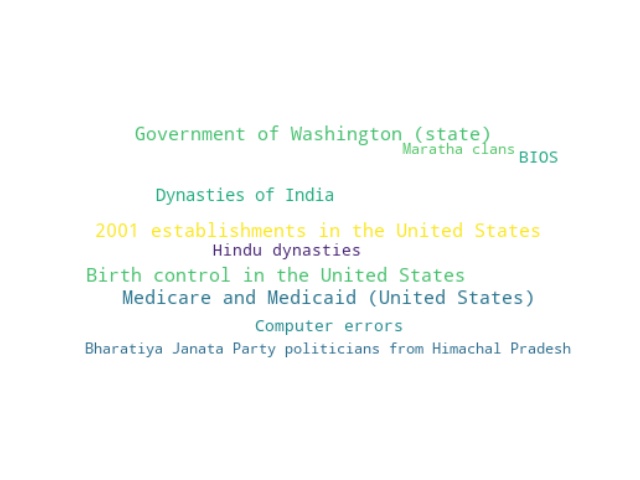 Government of Washington (state)
Maratha clans
BIOS
Dynasties of India
2001 establishments in the United States
Hindu dynasties
Birth control in the United States
Medicare and Medicaid (United States)
Computer errors
Bharatiya Janata Party politicians from Himachal Pradesh